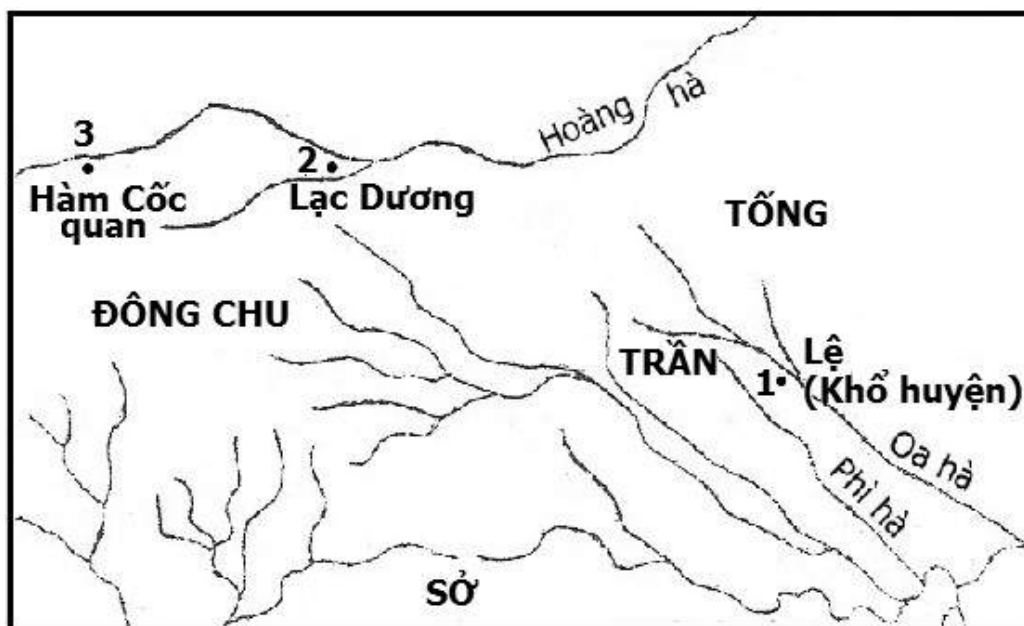 Hoàng hà
3
Hàm Cốc
quan
2
Lạc Dương
TỐNG
ĐÔNG CHU
TRẦN
1
Lệ
(Khổ huyện)
Oa hà
Phì hà
SỞ